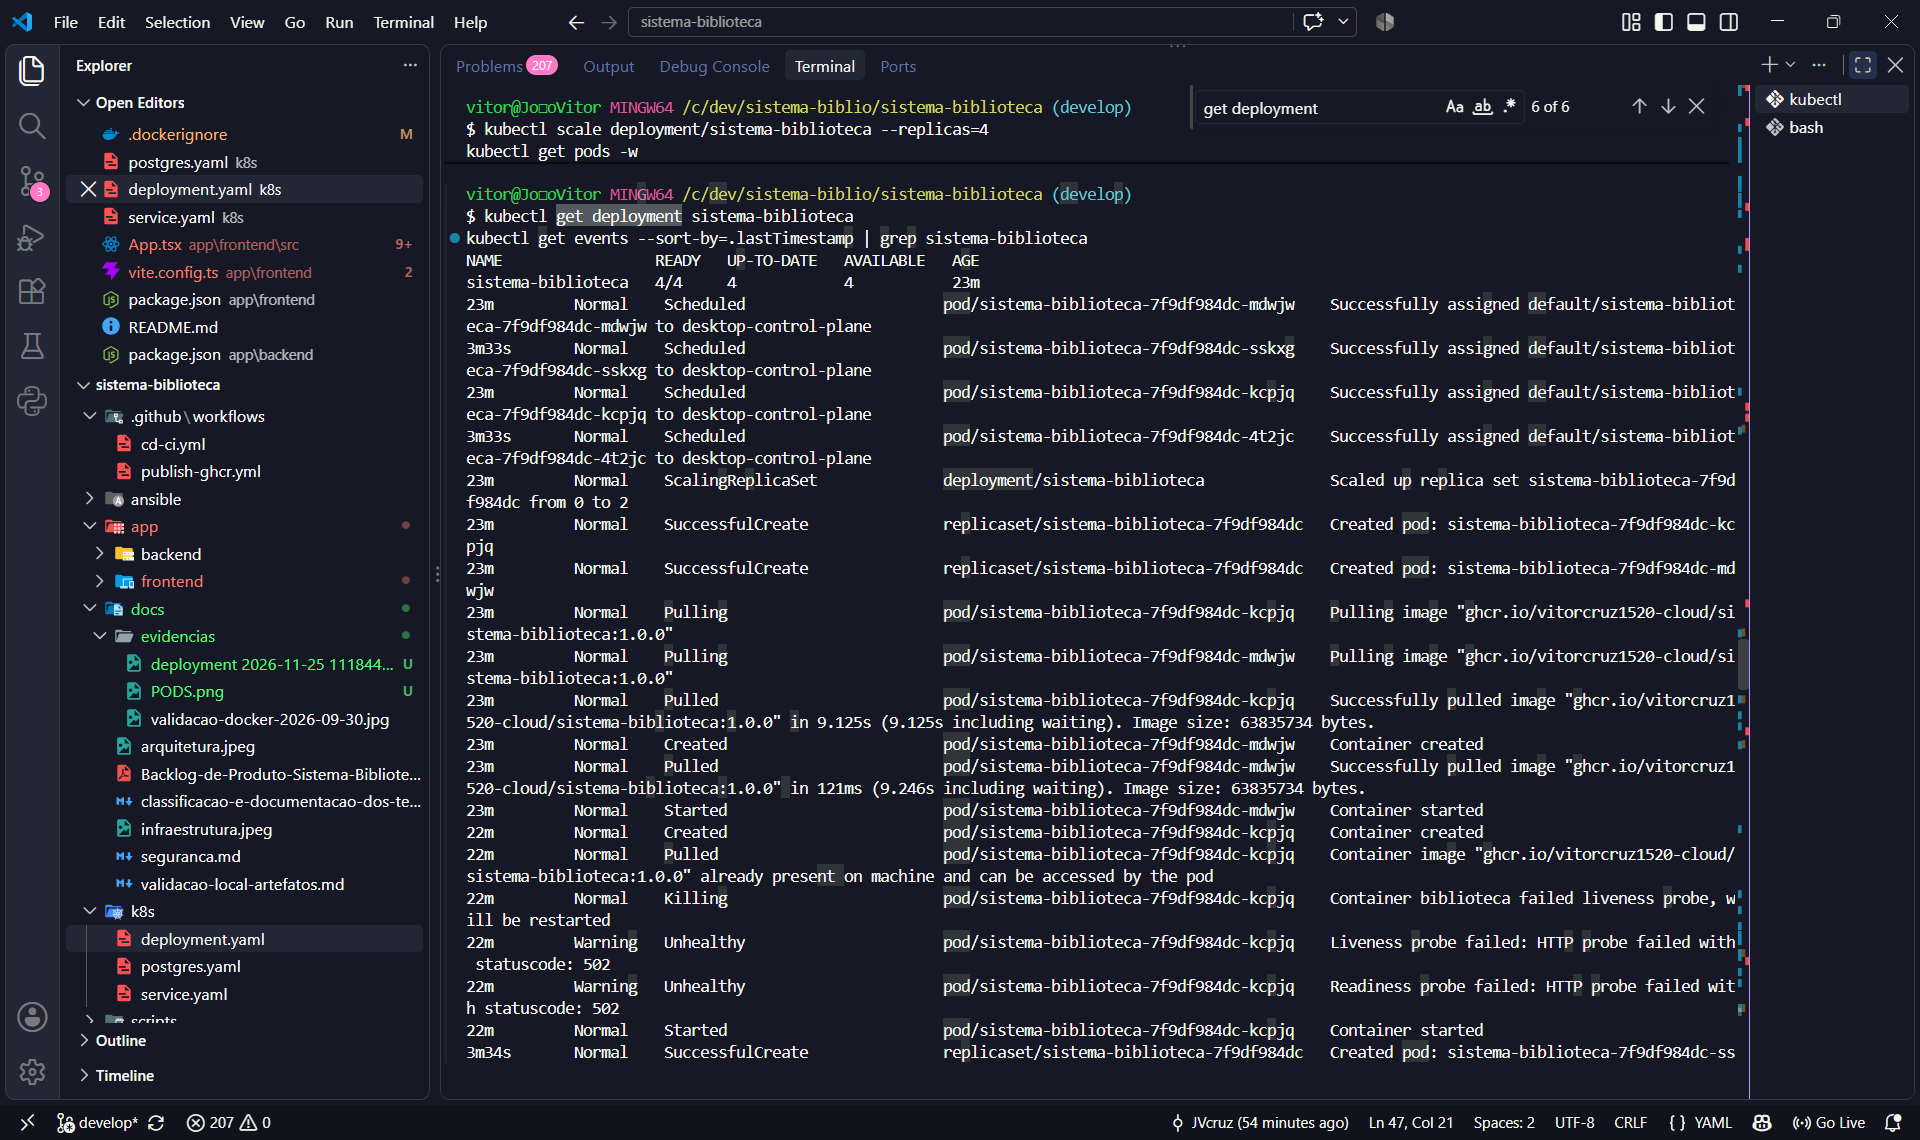 File Edit Selection View Go Run Terminal Help
sistema-biblioteca
Explorer
Open Editors
.dockerignore M
postgres.yaml k8s
deployment.yaml k8s
service.yaml k8s
App.tsx app\frontend\src 9+
vite.config.ts app\frontend 2
package.json app\frontend
README.md
package.json app\backend
sistema-biblioteca
.github\workflows
cd-ci.yml
publish-ghcr.yml
ansible
app
backend
frontend
docs
evidencias
deployment 2026-11-25 111844... U
PODS.png U
validacao-docker-2026-09-30.jpg
arquitetura.jpeg
Backlog-de-Produto-Sistema-Bibliote...
classificacao-e-documentacao-dos-te...
infraestrutura.jpeg
seguranca.md
validacao-local-artefatos.md
k8s
deployment.yaml
postgres.yaml
service.yaml
scripts
Outline
Timeline
3
Problems 207 Output Debug Console Terminal Ports
get deployment Aa ab .* 6 of 6
kubectl
bash
vitor@Jo□□oVitor MINGW64 /c/dev/sistema-biblio/sistema-biblioteca (develop)
$ kubectl scale deployment/sistema-biblioteca --replicas=4
kubectl get pods -w
vitor@Jo□□oVitor MINGW64 /c/dev/sistema-biblio/sistema-biblioteca (develop)
$ kubectl get deployment sistema-biblioteca
kubectl get events --sort-by=.lastTimestamp | grep sistema-biblioteca
NAME READY UP-TO-DATE AVAILABLE AGE
sistema-biblioteca 4/4 4 4 23m
23m Normal Scheduled pod/sistema-biblioteca-7f9df984dc-mdwjw Successfully assigned default/sistema-bibliot
eca-7f9df984dc-mdwjw to desktop-control-plane
3m33s Normal Scheduled pod/sistema-biblioteca-7f9df984dc-sskxg Successfully assigned default/sistema-bibliot
eca-7f9df984dc-sskxg to desktop-control-plane
23m Normal Scheduled pod/sistema-biblioteca-7f9df984dc-kcpjq Successfully assigned default/sistema-bibliot
eca-7f9df984dc-kcpjq to desktop-control-plane
3m33s Normal Scheduled pod/sistema-biblioteca-7f9df984dc-4t2jc Successfully assigned default/sistema-bibliot
eca-7f9df984dc-4t2jc to desktop-control-plane
23m Normal ScalingReplicaSet deployment/sistema-biblioteca Scaled up replica set sistema-biblioteca-7f9d
f984dc from 0 to 2
23m Normal SuccessfulCreate replicaset/sistema-biblioteca-7f9df984dc Created pod: sistema-biblioteca-7f9df984dc-kc
pjq
23m Normal SuccessfulCreate replicaset/sistema-biblioteca-7f9df984dc Created pod: sistema-biblioteca-7f9df984dc-md
wjw
23m Normal Pulling pod/sistema-biblioteca-7f9df984dc-kcpjq Pulling image "ghcr.io/vitorcruz1520-cloud/si
stema-biblioteca:1.0.0"
23m Normal Pulling pod/sistema-biblioteca-7f9df984dc-mdwjw Pulling image "ghcr.io/vitorcruz1520-cloud/si
stema-biblioteca:1.0.0"
23m Normal Pulled pod/sistema-biblioteca-7f9df984dc-kcpjq Successfully pulled image "ghcr.io/vitorcruz1
520-cloud/sistema-biblioteca:1.0.0" in 9.125s (9.125s including waiting). Image size: 63835734 bytes.
23m Normal Created pod/sistema-biblioteca-7f9df984dc-mdwjw Container created
23m Normal Pulled pod/sistema-biblioteca-7f9df984dc-mdwjw Successfully pulled image "ghcr.io/vitorcruz1
520-cloud/sistema-biblioteca:1.0.0" in 121ms (9.246s including waiting). Image size: 63835734 bytes.
23m Normal Started pod/sistema-biblioteca-7f9df984dc-mdwjw Container started
22m Normal Created pod/sistema-biblioteca-7f9df984dc-kcpjq Container created
22m Normal Pulled pod/sistema-biblioteca-7f9df984dc-kcpjq Container image "ghcr.io/vitorcruz1520-cloud/
sistema-biblioteca:1.0.0" already present on machine and can be accessed by the pod
22m Normal Killing pod/sistema-biblioteca-7f9df984dc-kcpjq Container biblioteca failed liveness probe, w
ill be restarted
22m Warning Unhealthy pod/sistema-biblioteca-7f9df984dc-kcpjq Liveness probe failed: HTTP probe failed with
statuscode: 502
22m Warning Unhealthy pod/sistema-biblioteca-7f9df984dc-kcpjq Readiness probe failed: HTTP probe failed wit
h statuscode: 502
22m Normal Started pod/sistema-biblioteca-7f9df984dc-kcpjq Container started
3m34s Normal SuccessfulCreate replicaset/sistema-biblioteca-7f9df984dc Created pod: sistema-biblioteca-7f9df984dc-ss
develop* 207 0 JVcruz (54 minutes ago) Ln 47, Col 21 Spaces: 2 UTF-8 CRLF { } YAML Go Live